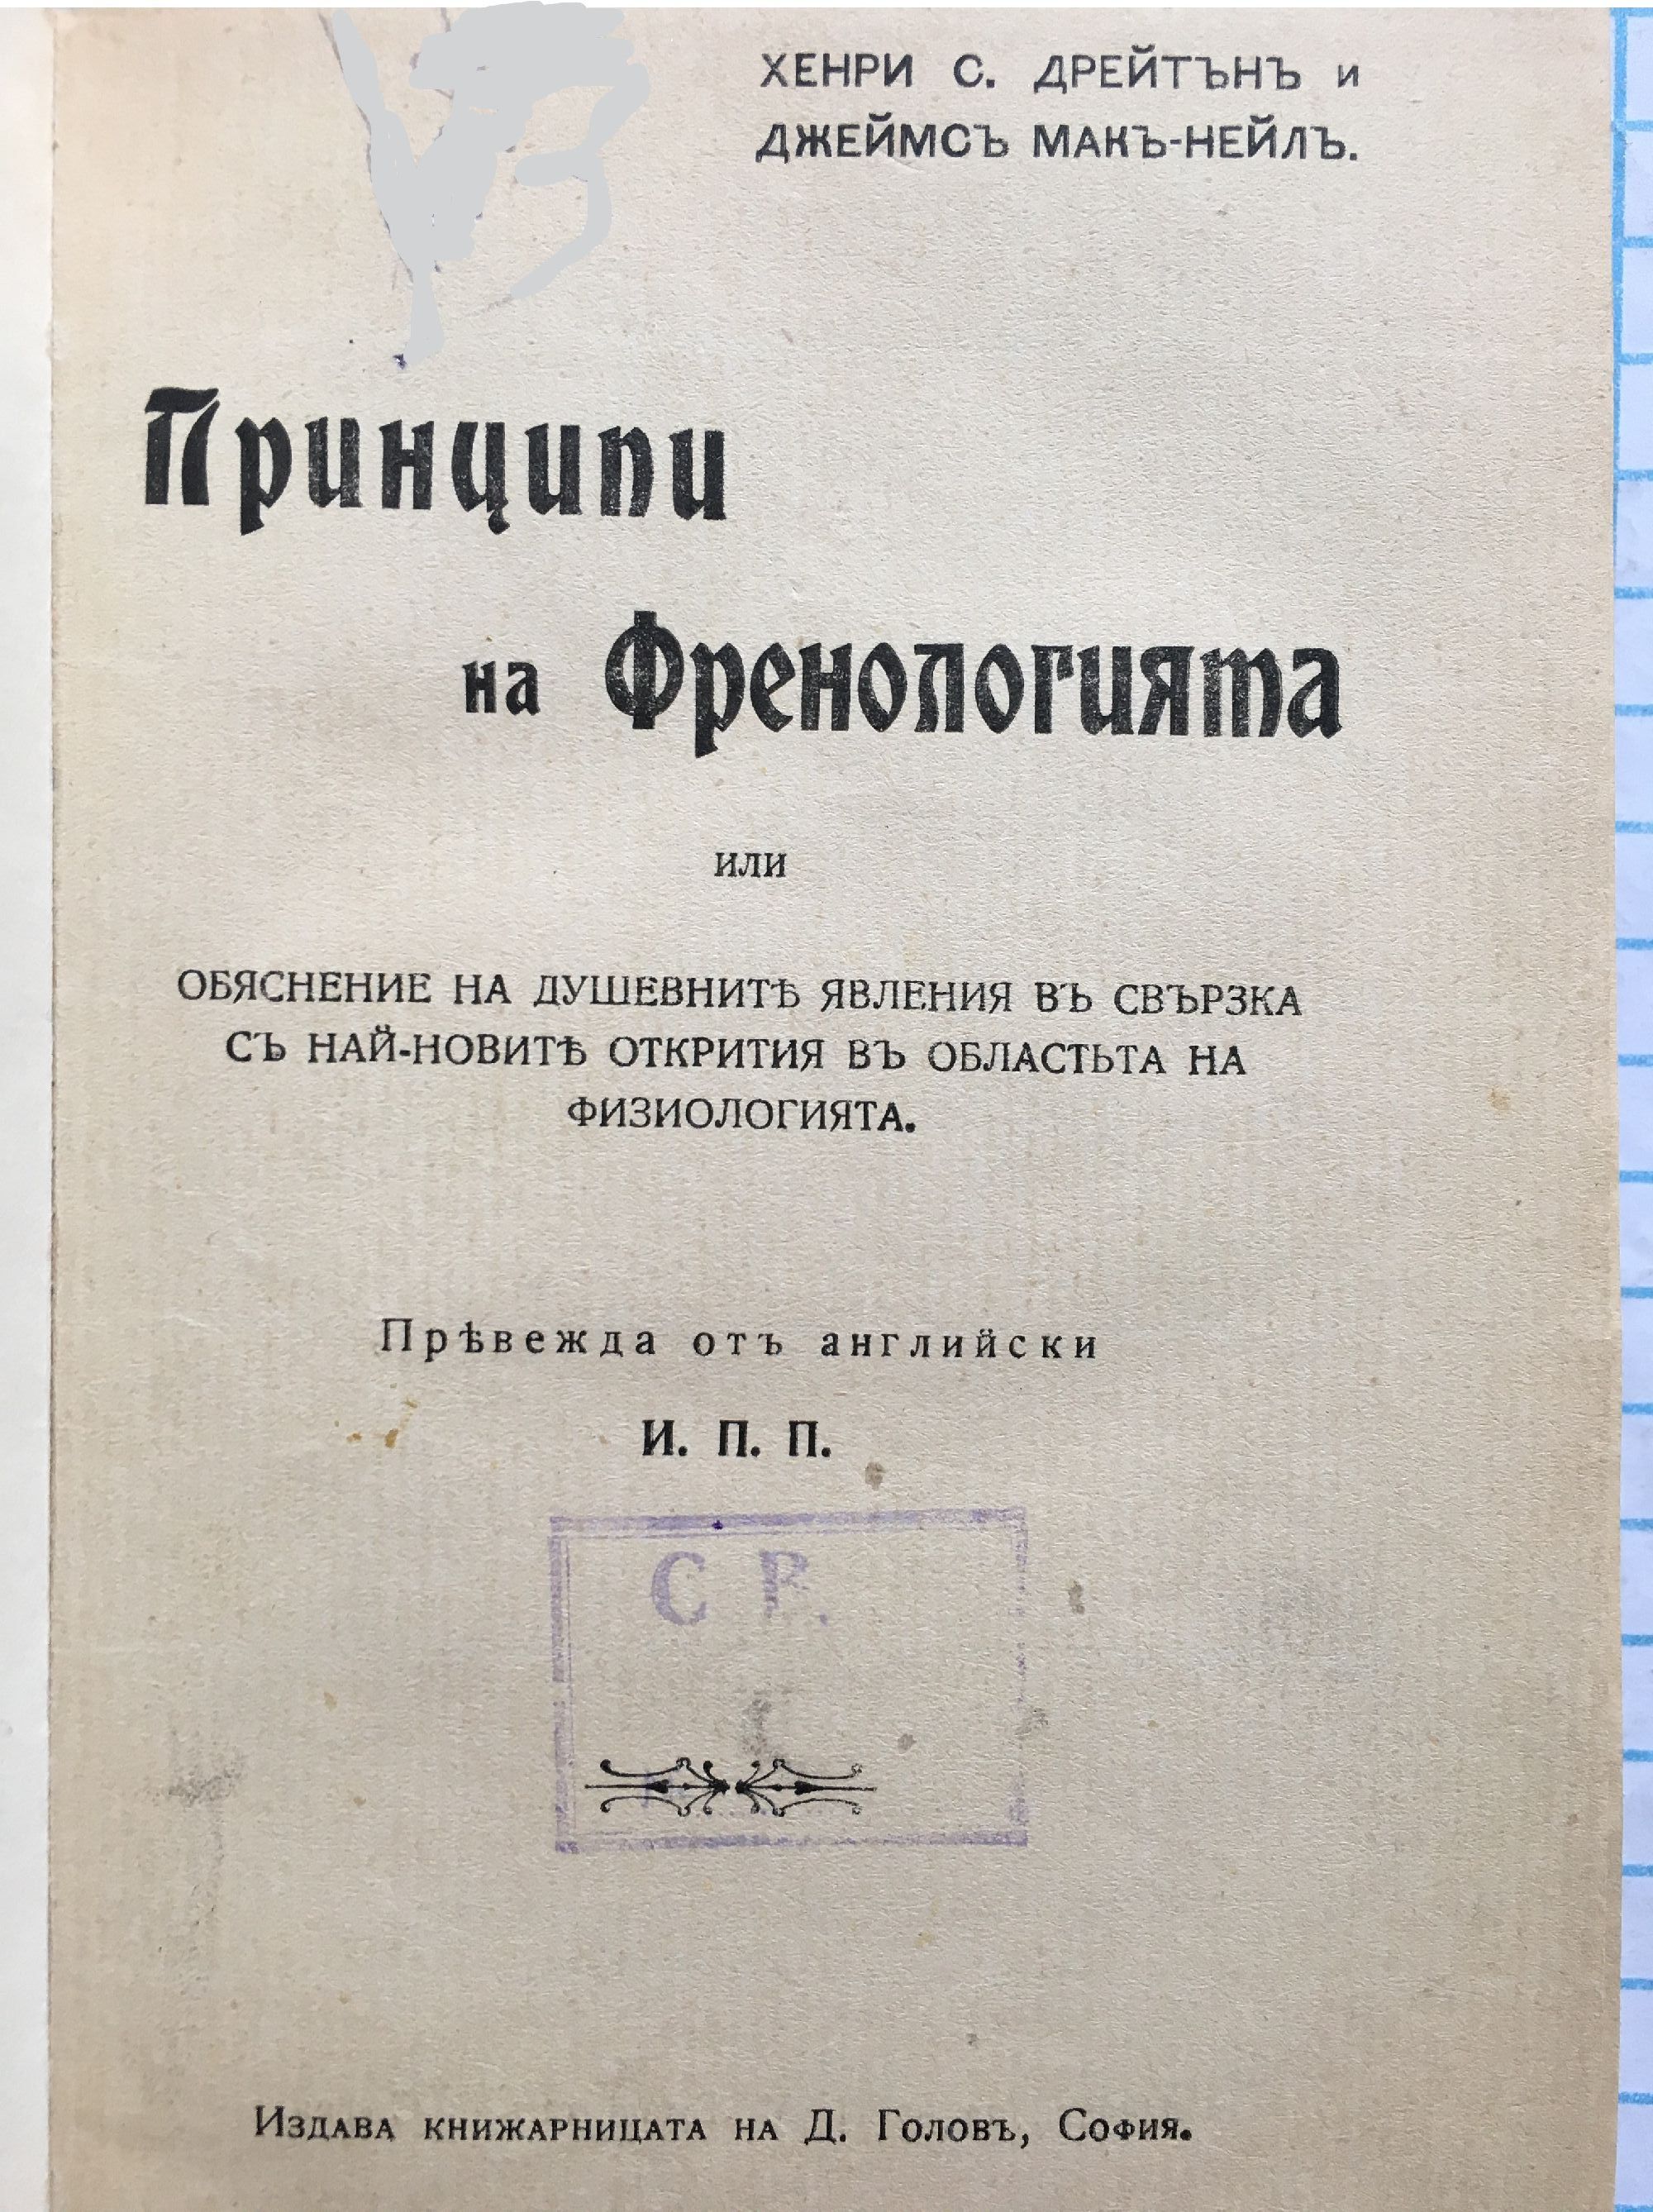 ХЕНРИ С. ДРЕЙТЪНЪ и
ДЖЕЙМСЪ МАКЪ-НЕЙЛЪ.
Принципи
на Френологията
или
ОБЯСНЕНИЕ НА ДУШЕВНИТѢ ЯВЛЕНИЯ ВЪ СВЪРЗКА
СЪ НАЙ-НОВИТѢ ОТКРИТИЯ ВЪ ОБЛАСТЬТА НА
ФИЗИОЛОГИЯТА.
Прѣвежда отъ английски
И. П. П.
Издава книжарницата на Д. Головъ, София.